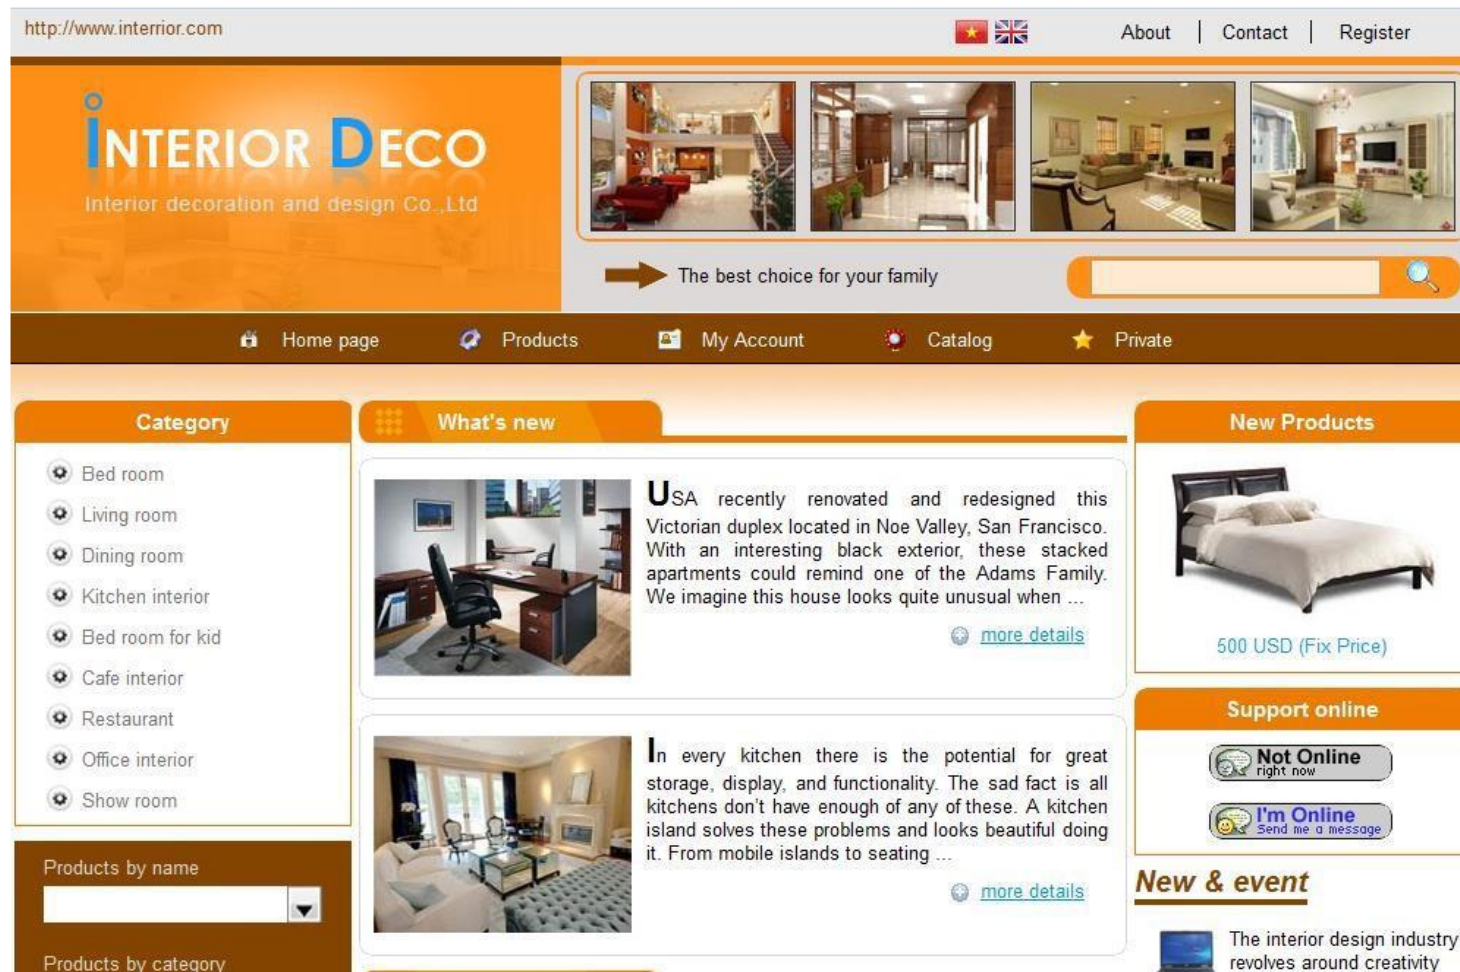 http://www.interrior.com
About | Contact | Register
INTERIOR DECO
Interior decoration and design Co.,Ltd
The best choice for your family
Home page
Products
My Account
Catalog
Private
Category
Bed room
Living room
Dining room
Kitchen interior
Bed room for kid
Cafe interior
Restaurant
Office interior
Show room
Products by name
Products by category
What's new
USA recently renovated and redesigned this
Victorian duplex located in Noe Valley, San Francisco.
With an interesting black exterior, these stacked
apartments could remind one of the Adams Family.
We imagine this house looks quite unusual when ...
more details
In every kitchen there is the potential for great
storage, display, and functionality. The sad fact is all
kitchens don't have enough of any of these. A kitchen
island solves these problems and looks beautiful doing
it. From mobile islands to seating ...
more details
New Products
500 USD (Fix Price)
Support online
Not Online
right now
I'm Online
Send me a message
New & event
The interior design industry
revolves around creativity